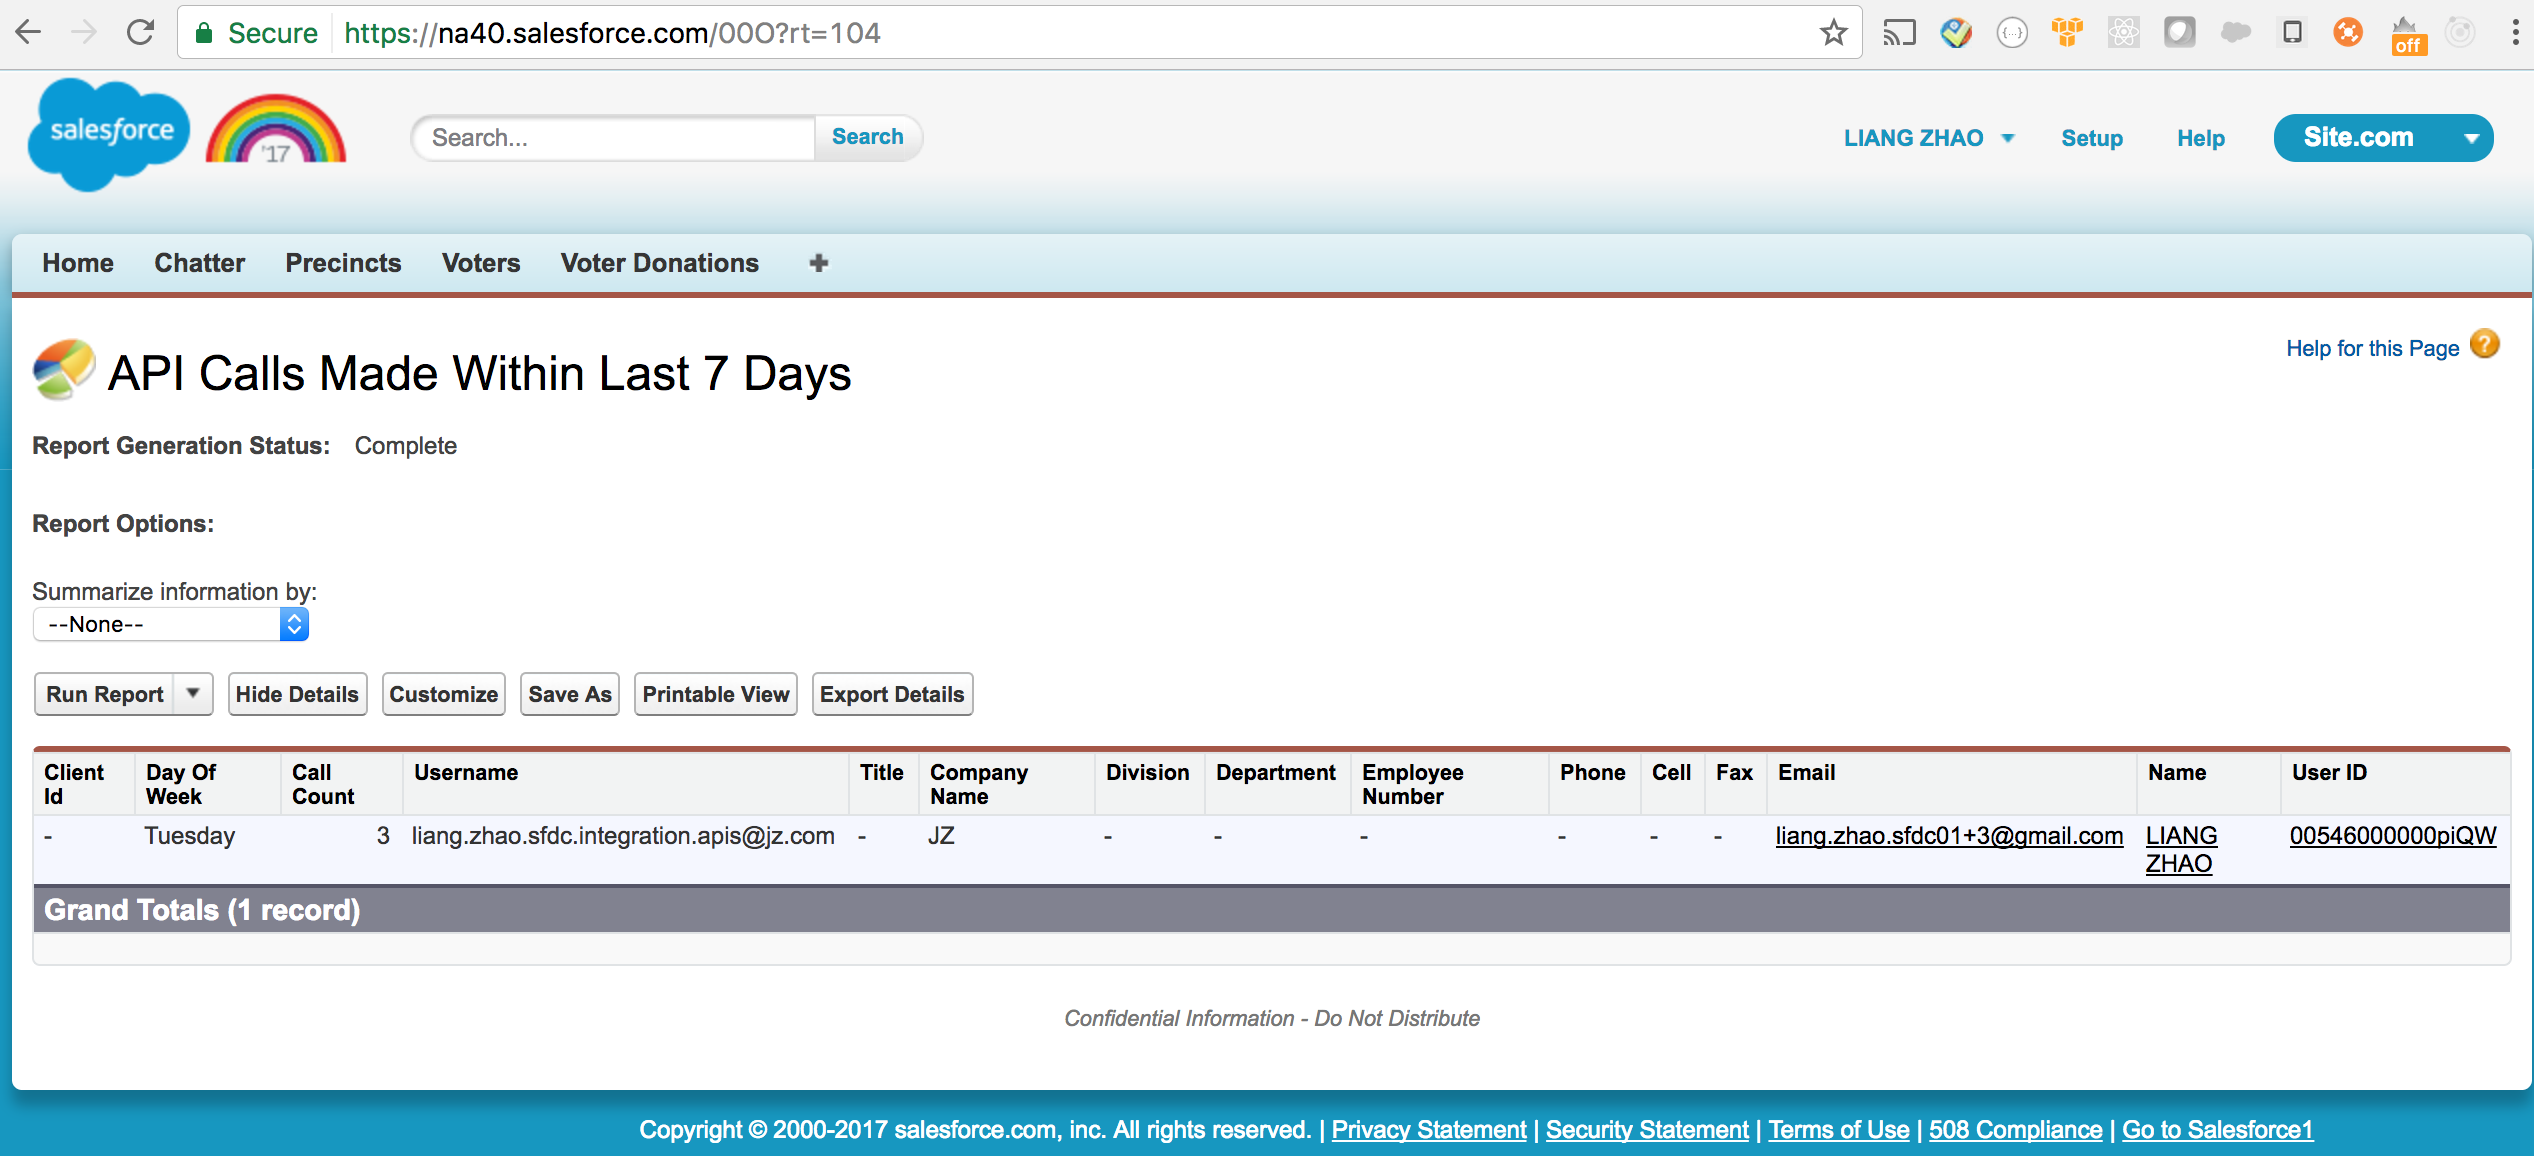 Secure https://na40.salesforce.com/00O?rt=104
off
salesforce '17 Search... Search LIANG ZHAO Setup Help Site.com
Home Chatter Precincts Voters Voter Donations +
API Calls Made Within Last 7 Days
Help for this Page ?
Report Generation Status: Complete
Report Options:
Summarize information by:
--None--
Run Report Hide Details Customize Save As Printable View Export Details
Client Id Day Of Week Call Count Username Title Company Name Division Department Employee Number Phone Cell Fax Email Name User ID
- Tuesday 3 liang.zhao.sfdc.integration.apis@jz.com - JZ - - - - - - liang.zhao.sfdc01+3@gmail.com LIANG ZHAO 00546000000piQW
Grand Totals (1 record)
Confidential Information - Do Not Distribute
Copyright © 2000-2017 salesforce.com, inc. All rights reserved. | Privacy Statement | Security Statement | Terms of Use | 508 Compliance | Go to Salesforce1